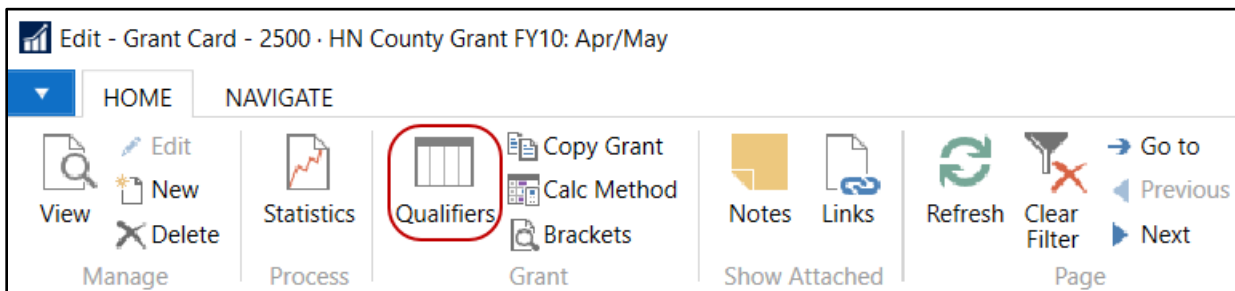 Edit - Grant Card - 2500 · HN County Grant FY10: Apr/May
HOME NAVIGATE
View
Edit
New
Delete
Manage
Statistics
Process
Qualifiers
Copy Grant
Calc Method
Brackets
Grant
Notes
Links
Show Attached
Refresh
Clear
Filter
Go to
Previous
Next
Page